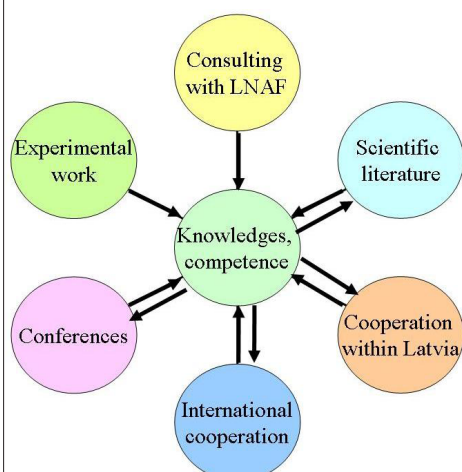 Consulting
with LNAF
Experimental
work
Scientific
literature
Knowledges,
competence
Conferences
Cooperation
within Latvia
International
cooperation